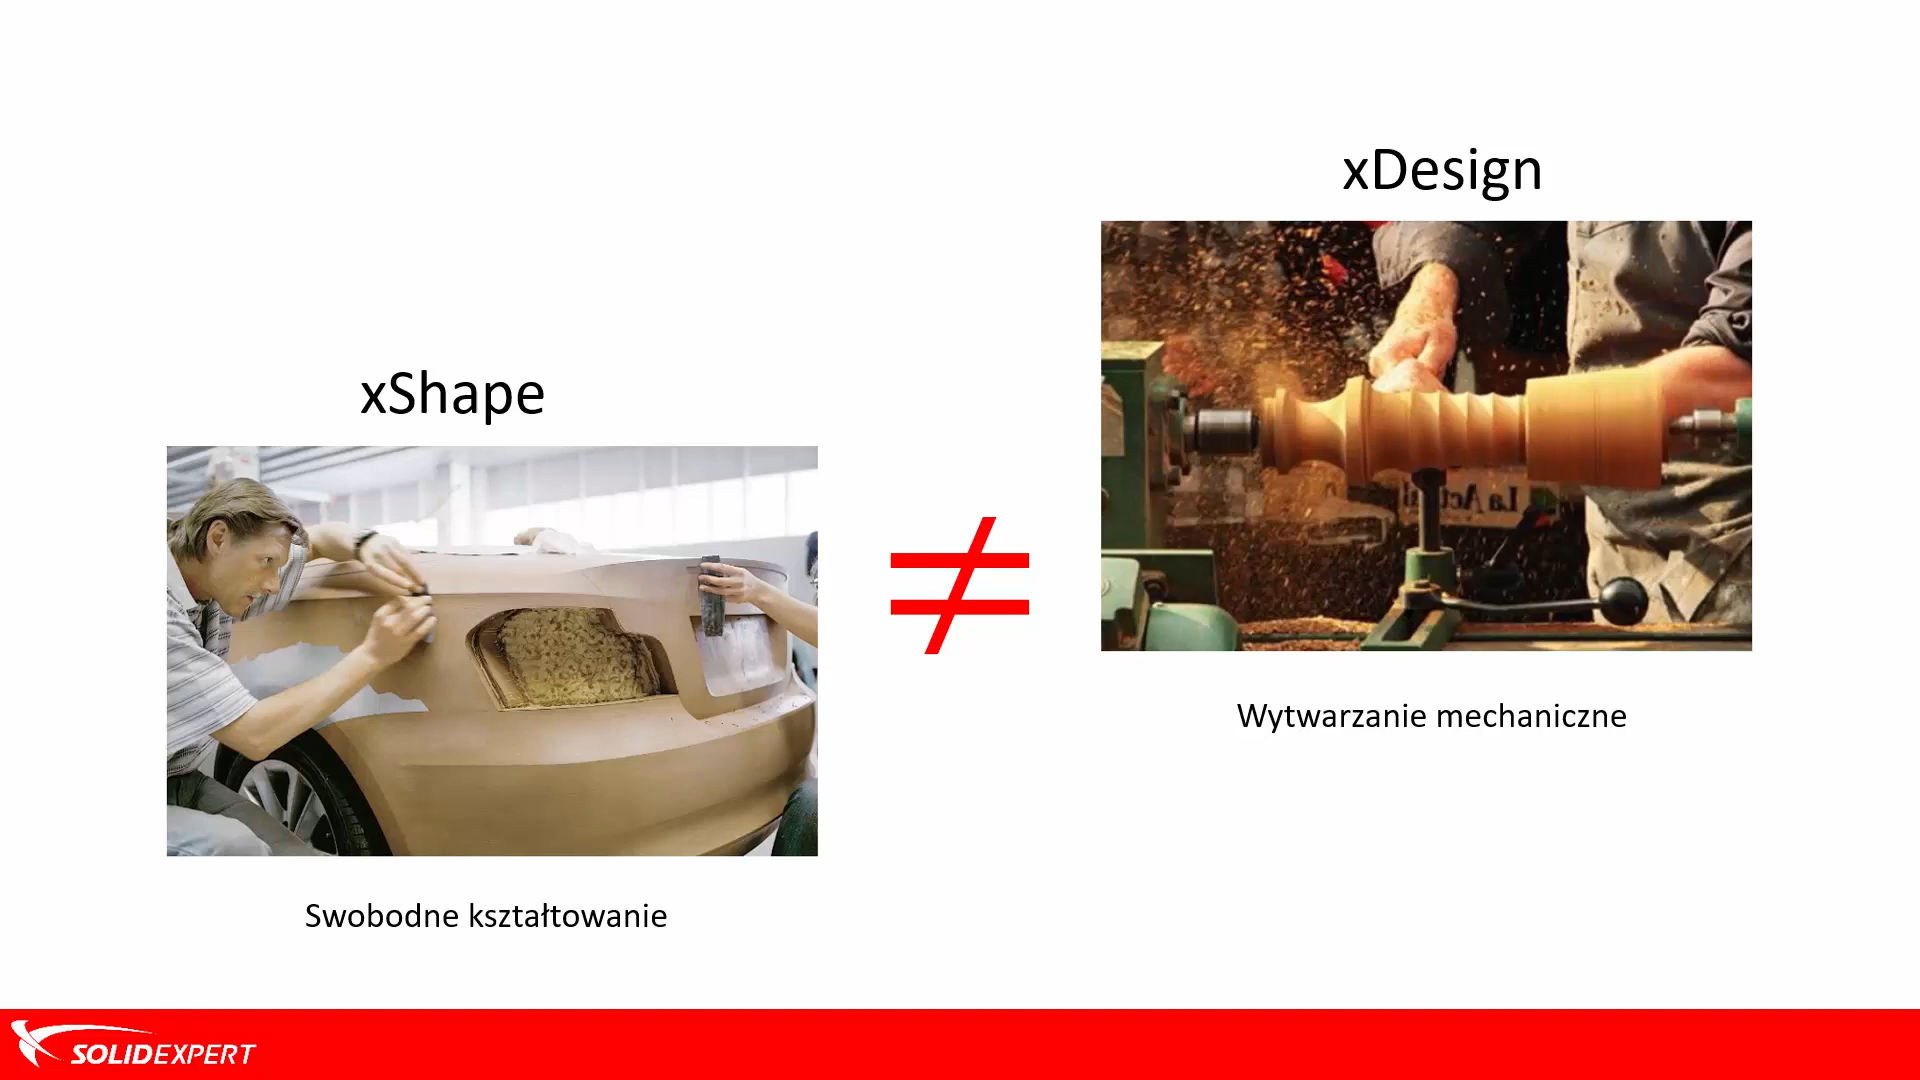 xDesign
xShape
≠
Wytwarzanie mechaniczne
Swobodne kształtowanie
SOLIDEXPERT